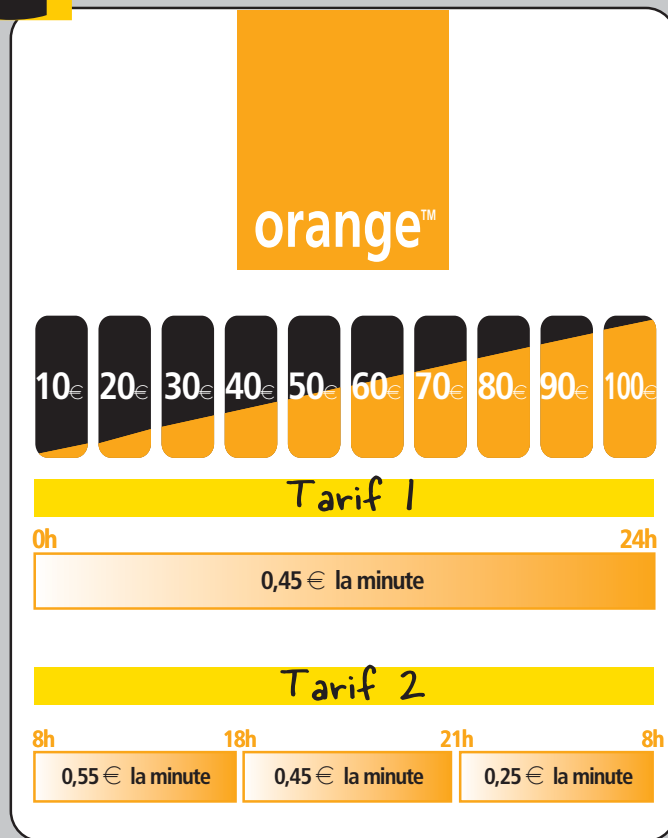 orange™
10€ 20€ 30€ 40€ 50€ 60€ 70€ 80€ 90€ 100€
Tarif 1
0h 24h
0,45 € la minute
Tarif 2
8h 18h 21h 8h
0,55 € la minute 0,45 € la minute 0,25 € la minute